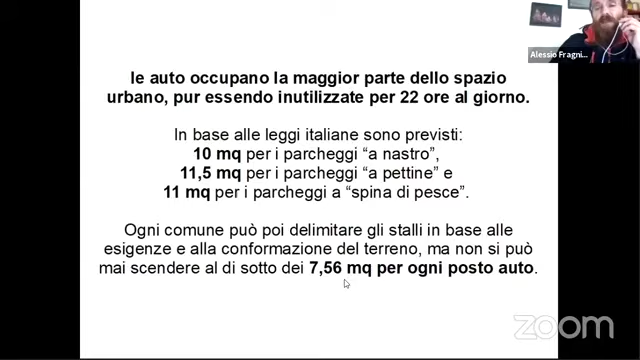 Alessio Fragni...
le auto occupano la maggior parte dello spazio
urbano, pur essendo inutilizzate per 22 ore al giorno.
In base alle leggi italiane sono previsti:
10 mq per i parcheggi “a nastro”,
11,5 mq per i parcheggi “a pettine” e
11 mq per i parcheggi a “spina di pesce”.
Ogni comune può poi delimitare gli stalli in base alle
esigenze e alla conformazione del terreno, ma non si può
mai scendere al di sotto dei 7,56 mq per ogni posto auto.
zoom